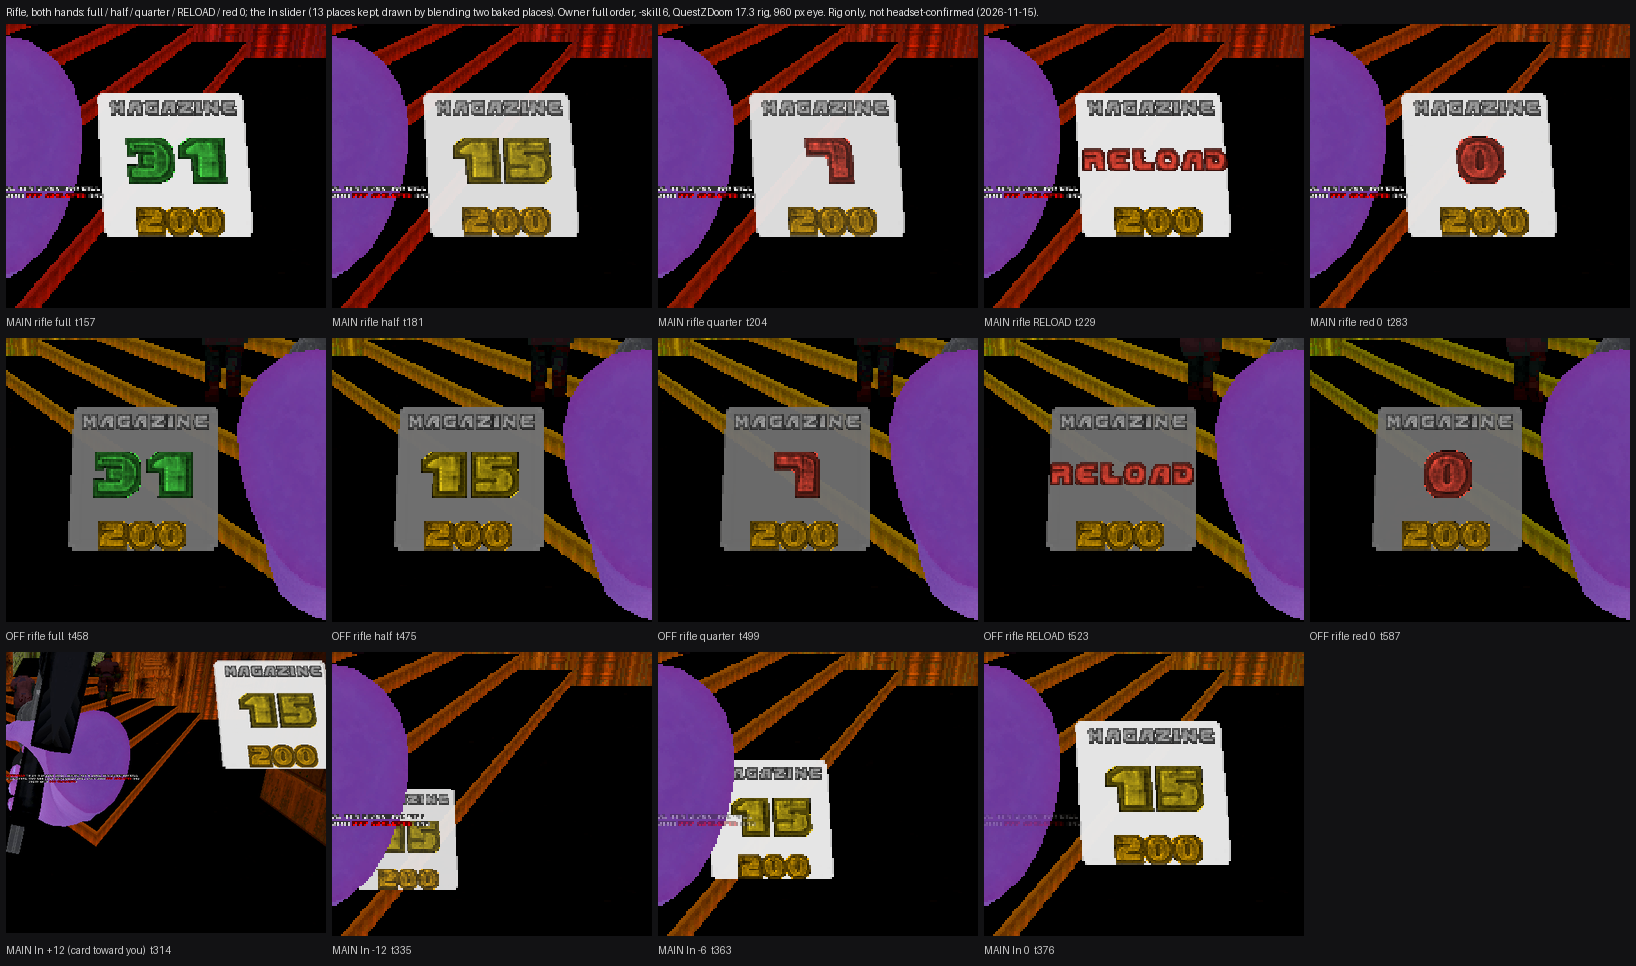 Rifle, both hands: full / half / quarter / RELOAD / red 0; the In slider (13 places kept, drawn by blending two baked places). Owner full order, -skill 6, QuestZDoom 17.3 rig, 960 px eye. Rig only, not headset-confirmed (2026-11-15).
MAGAZINE
31
200
MAGAZINE
15
200
MAGAZINE
7
200
MAGAZINE
RELOAD
200
MAGAZINE
0
200
MAIN rifle full t157
MAIN rifle half t181
MAIN rifle quarter t204
MAIN rifle RELOAD t229
MAIN rifle red 0 t283
MAGAZINE
31
200
MAGAZINE
15
200
MAGAZINE
7
200
MAGAZINE
RELOAD
200
MAGAZINE
0
200
OFF rifle full t458
OFF rifle half t475
OFF rifle quarter t499
OFF rifle RELOAD t523
OFF rifle red 0 t587
MAGAZINE
15
200
ZINE
15
200
AGAZINE
15
200
MAGAZINE
15
200
MAIN In +12 (card toward you) t314
MAIN In -12 t335
MAIN In -6 t363
MAIN In 0 t376